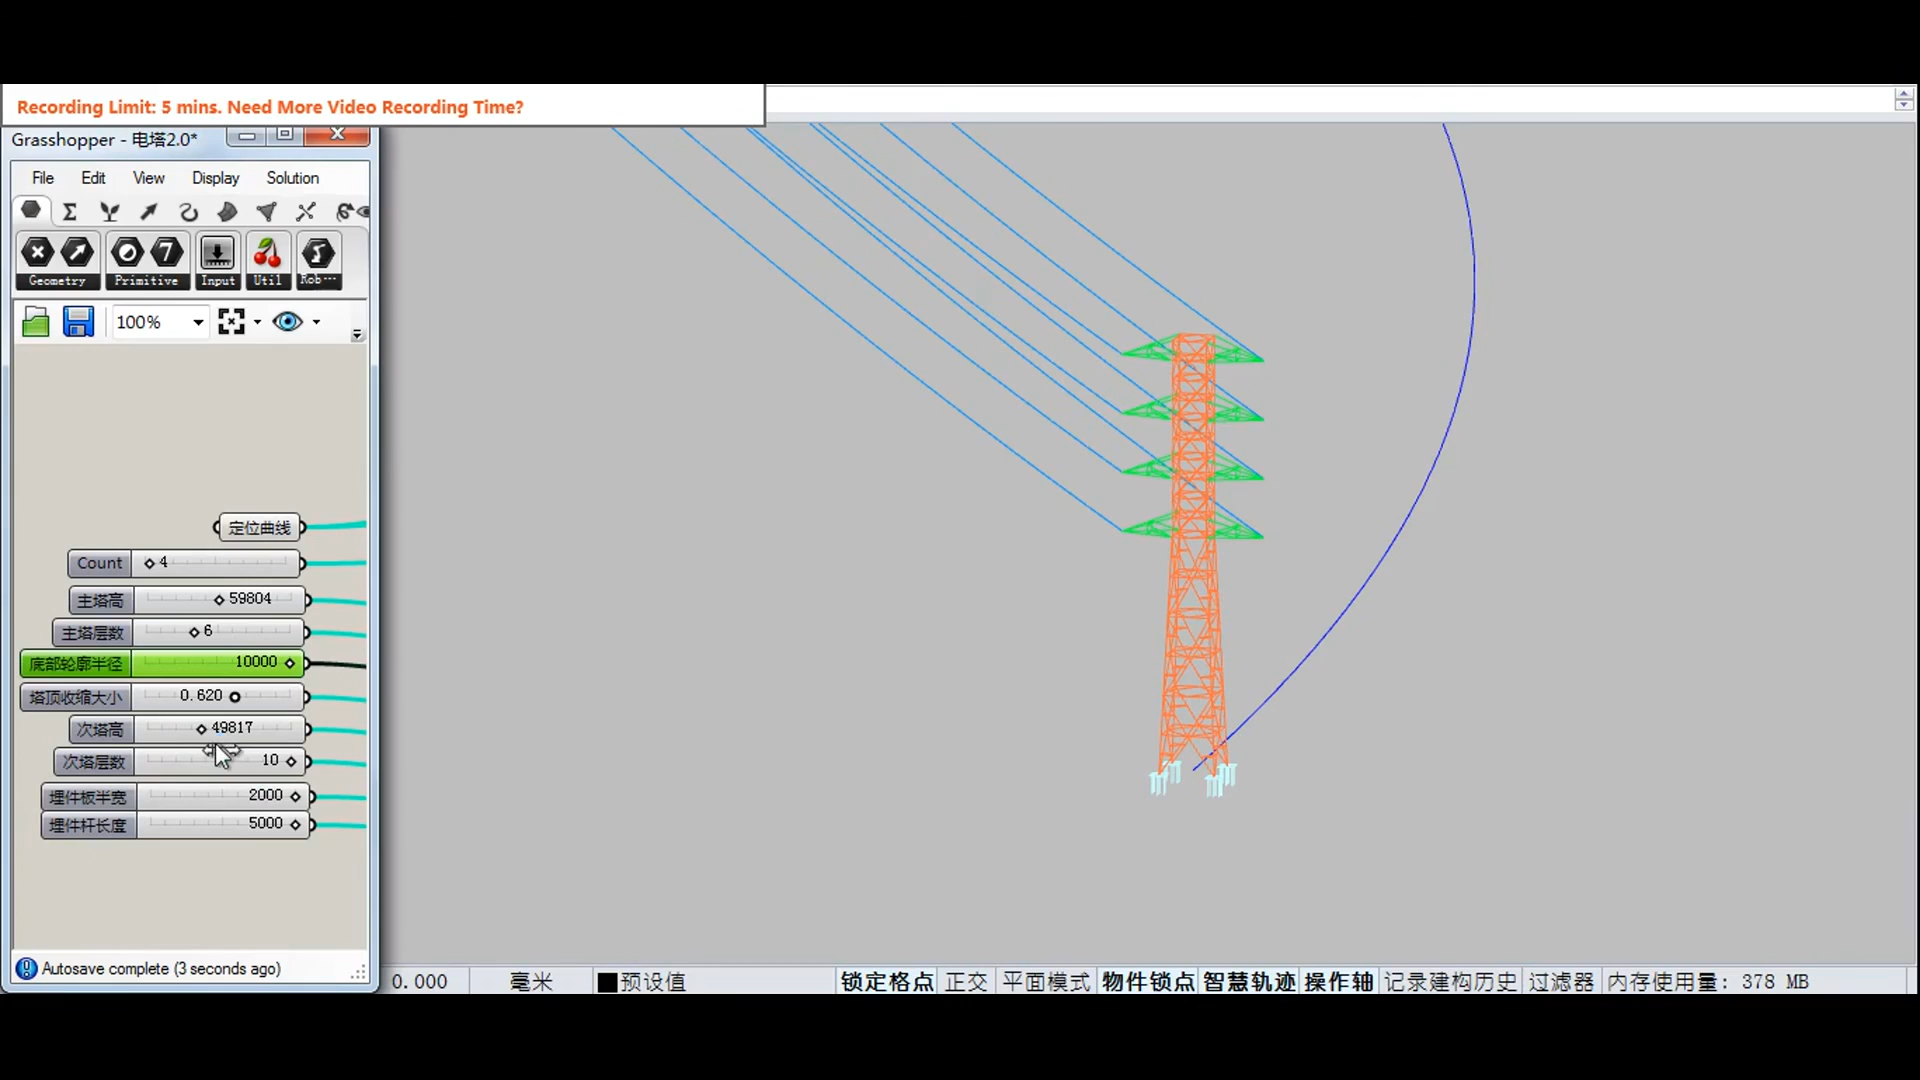 Recording Limit: 5 mins. Need More Video Recording Time?
Grasshopper - 电塔2.0*
File Edit View Display Solution
Geometry Primitive Input Util Rob···
100%
定位曲线
Count 4
主塔高 59804
主塔层数 6
底部轮廓半径 10000
塔顶收缩大小 0.620
次塔高 49817
次塔层数 10
埋件板半宽 2000
埋件杆长度 5000
Autosave complete (3 seconds ago)
0.000 毫米 预设值 锁定格点 正交 平面模式 物件锁点 智慧轨迹 操作轴 记录建构历史 过滤器 内存使用量: 378 MB